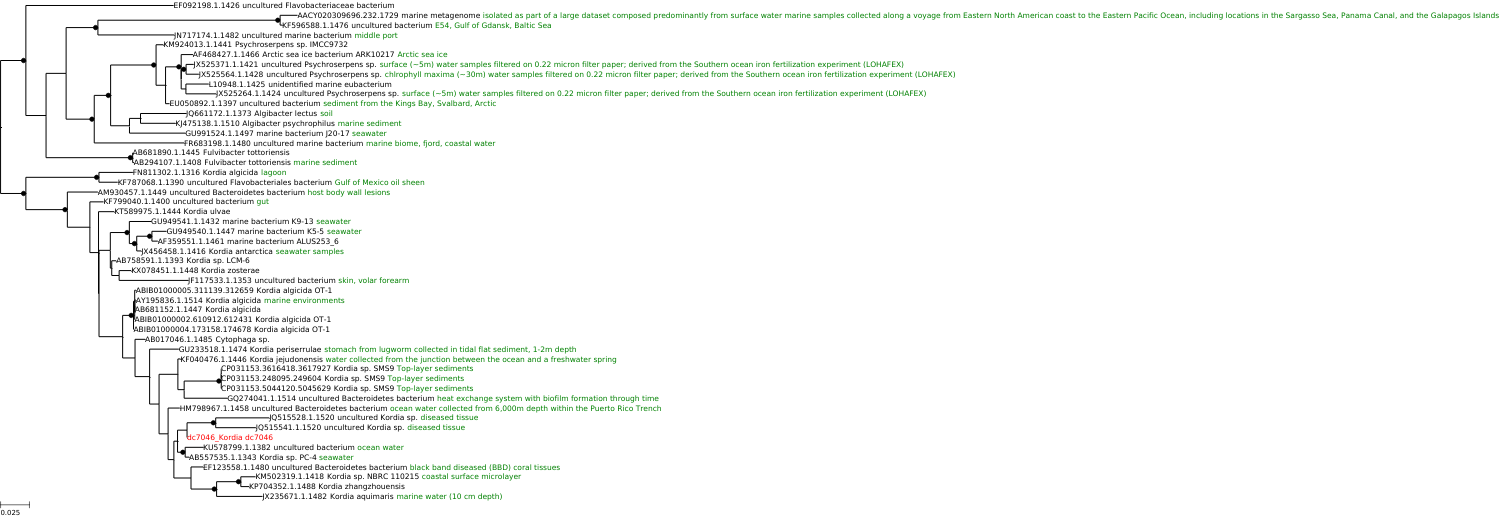 EF092198.1.1426 uncultured Flavobacteriaceae bacterium
AACY020309696.232.1729 marine metagenome isolated as part of a large dataset composed predominantly from surface water marine samples collected along a voyage from Eastern North American coast to the Eastern Pacific Ocean, including locations in the Sargasso Sea, Panama Canal, and the Galapagos Islands
KF596588.1.1476 uncultured bacterium E54, Gulf of Gdansk, Baltic Sea
JN717174.1.1482 uncultured marine bacterium middle port
KM924013.1.1441 Psychroserpens sp. IMCC9732
AF468427.1.1466 Arctic sea ice bacterium ARK10217 Arctic sea ice
JX525371.1.1421 uncultured Psychroserpens sp. surface (~5m) water samples filtered on 0.22 micron filter paper; derived from the Southern ocean iron fertilization experiment (LOHAFEX)
JX525564.1.1428 uncultured Psychroserpens sp. chlrophyll maxima (~30m) water samples filtered on 0.22 micron filter paper; derived from the Southern ocean iron fertilization experiment (LOHAFEX)
L10948.1.1425 unidentified marine eubacterium
JX525264.1.1424 uncultured Psychroserpens sp. surface (~5m) water samples filtered on 0.22 micron filter paper; derived from the Southern ocean iron fertilization experiment (LOHAFEX)
EU050892.1.1397 uncultured bacterium sediment from the Kings Bay, Svalbard, Arctic
JQ661172.1.1373 Algibacter lectus soil
KJ475138.1.1510 Algibacter psychrophilus marine sediment
GU991524.1.1497 marine bacterium J20-17 seawater
FR683198.1.1480 uncultured marine bacterium marine biome, fjord, coastal water
AB681890.1.1445 Fulvibacter tottoriensis
AB294107.1.1408 Fulvibacter tottoriensis marine sediment
FN811302.1.1316 Kordia algicida lagoon
KF787068.1.1390 uncultured Flavobacteriales bacterium Gulf of Mexico oil sheen
AM930457.1.1449 uncultured Bacteroidetes bacterium host body wall lesions
KF799040.1.1400 uncultured bacterium gut
KT589975.1.1444 Kordia ulvae
GU949541.1.1432 marine bacterium K9-13 seawater
GU949540.1.1447 marine bacterium K5-5 seawater
AF359551.1.1461 marine bacterium ALUS253_6
JX456458.1.1416 Kordia antarctica seawater samples
AB758591.1.1393 Kordia sp. LCM-6
KX078451.1.1448 Kordia zosterae
JF117533.1.1353 uncultured bacterium skin, volar forearm
ABIB01000005.311139.312659 Kordia algicida OT-1
AY195836.1.1514 Kordia algicida marine environments
AB681152.1.1447 Kordia algicida
ABIB01000002.610912.612431 Kordia algicida OT-1
ABIB01000004.173158.174678 Kordia algicida OT-1
AB017046.1.1485 Cytophaga sp.
GU233518.1.1474 Kordia periserrulae stomach from lugworm collected in tidal flat sediment, 1-2m depth
KF040476.1.1446 Kordia jejudonensis water collected from the junction between the ocean and a freshwater spring
CP031153.3616418.3617927 Kordia sp. SMS9 Top-layer sediments
CP031153.248095.249604 Kordia sp. SMS9 Top-layer sediments
CP031153.5044120.5045629 Kordia sp. SMS9 Top-layer sediments
GQ274041.1.1514 uncultured Bacteroidetes bacterium heat exchange system with biofilm formation through time
HM798967.1.1458 uncultured Bacteroidetes bacterium ocean water collected from 6,000m depth within the Puerto Rico Trench
JQ515528.1.1520 uncultured Kordia sp. diseased tissue
JQ515541.1.1520 uncultured Kordia sp. diseased tissue
dc7046_Kordia dc7046
KU578799.1.1382 uncultured bacterium ocean water
AB557535.1.1343 Kordia sp. PC-4 seawater
EF123558.1.1480 uncultured Bacteroidetes bacterium black band diseased (BBD) coral tissues
KM502319.1.1418 Kordia sp. NBRC 110215 coastal surface microlayer
KP704352.1.1488 Kordia zhangzhouensis
JX235671.1.1482 Kordia aquimaris marine water (10 cm depth)
0.025